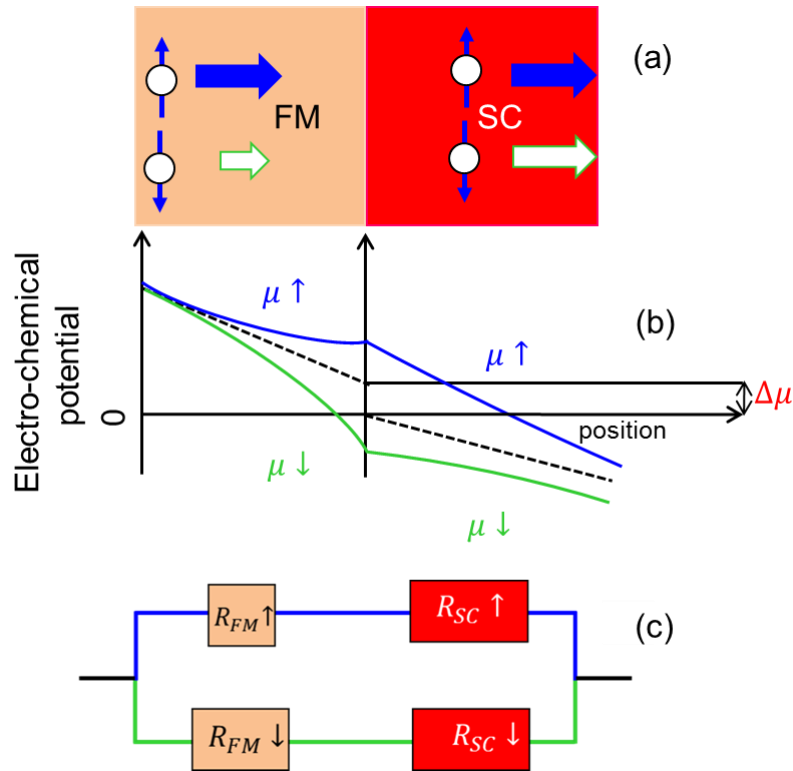 (a)
FM
SC
Electro-chemical
potential
0
μ ↑
μ ↑
(b)
Δμ
position
μ ↓
μ ↓
(c)
R_FM ↑
R_SC ↑
R_FM ↓
R_SC ↓